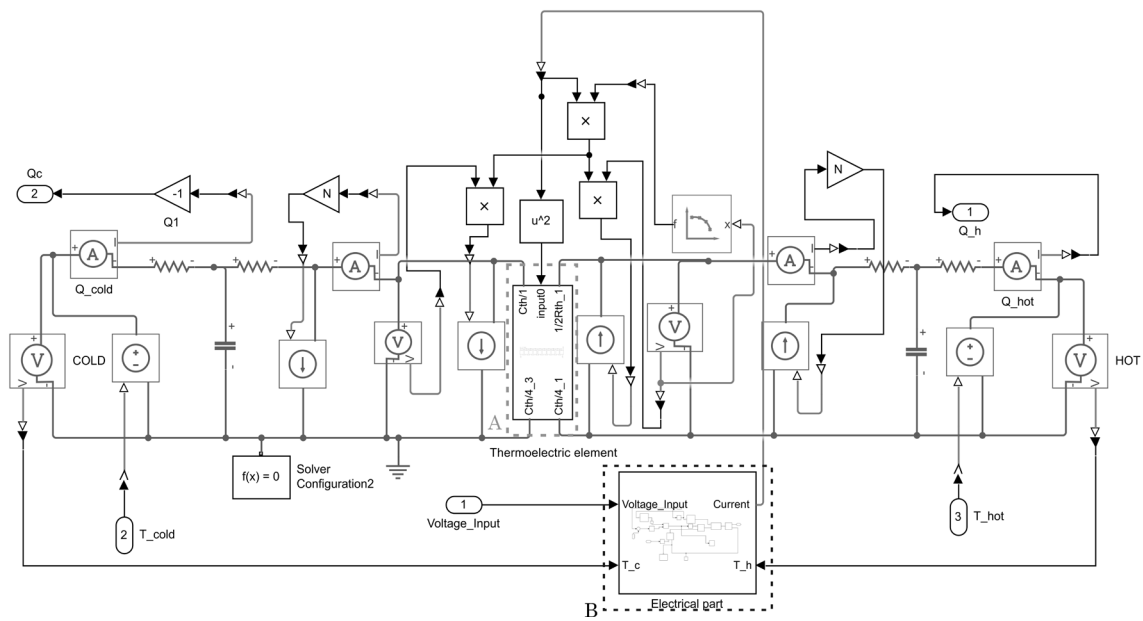 Qc
2
-1
Q1
N
×
×
×
u^2
f
x
N
1
Q_h
+
A
I
-
Q_cold
+
-
+
-
+
A
I
-
+
A
I
-
+
-
+
-
+
A
I
-
Q_hot
Cth/1
input0
1/2Rth_1
Cth/4_3
Cth/4_1
+
V
-
V
COLD
+
-
+
-
+
V
-
V
+
V
-
V
+
-
+
-
+
V
-
V
HOT
A
Thermoelectric element
f(x) = 0
Solver
Configuration2
2
T_cold
1
Voltage_Input
Voltage_Input
Current
T_c
T_h
Electrical part
B
3
T_hot